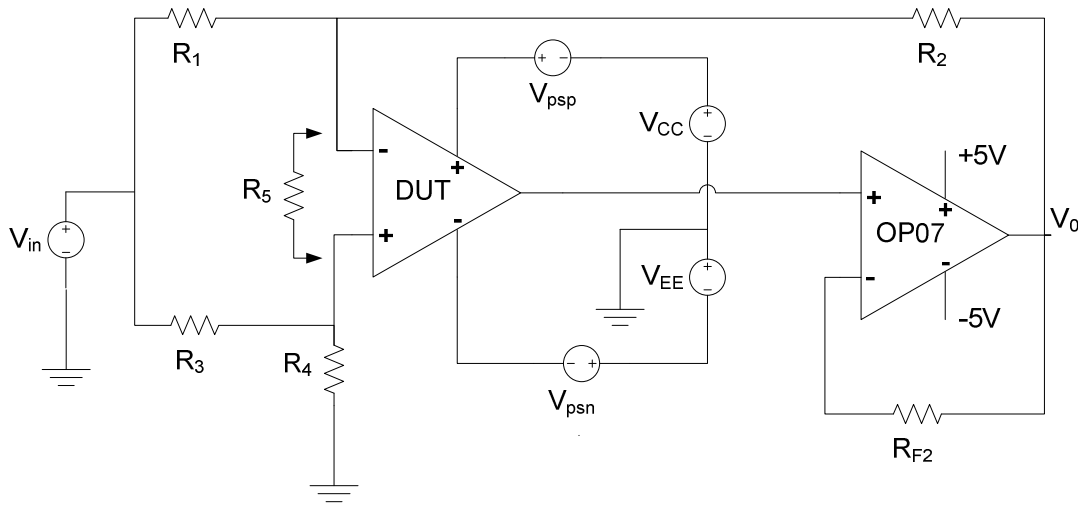 R1
R2
Vpsp
VCC
R5
-
DUT
+
+
-
+5V
+
OP07
+
-
-5V
V0
Vin
+
-
VEE
R3
R4
Vpsn
RF2